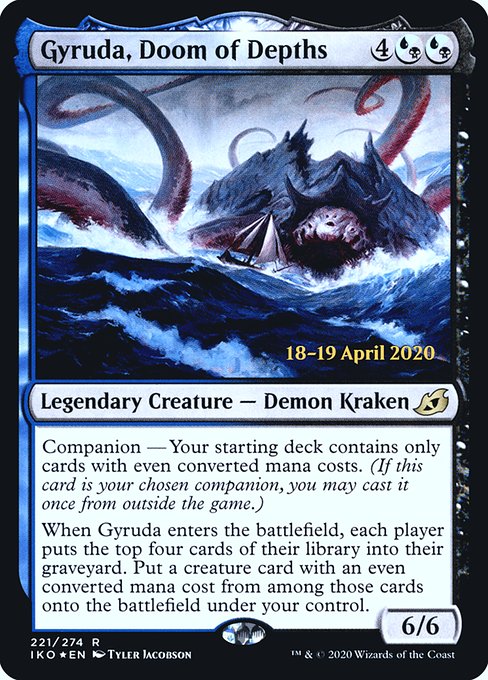 Gyruda, Doom of Depths 4
18–19 April 2020
Legendary Creature — Demon Kraken
Companion — Your starting deck contains only
cards with even converted mana costs. (If this
card is your chosen companion, you may cast it
once from outside the game.)
When Gyruda enters the battlefield, each player
puts the top four cards of their library into their
graveyard. Put a creature card with an even
converted mana cost from among those cards
onto the battlefield under your control.
6/6
221/274 R
IKO ★ EN Tyler Jacobson
™ & © 2020 Wizards of the Coast